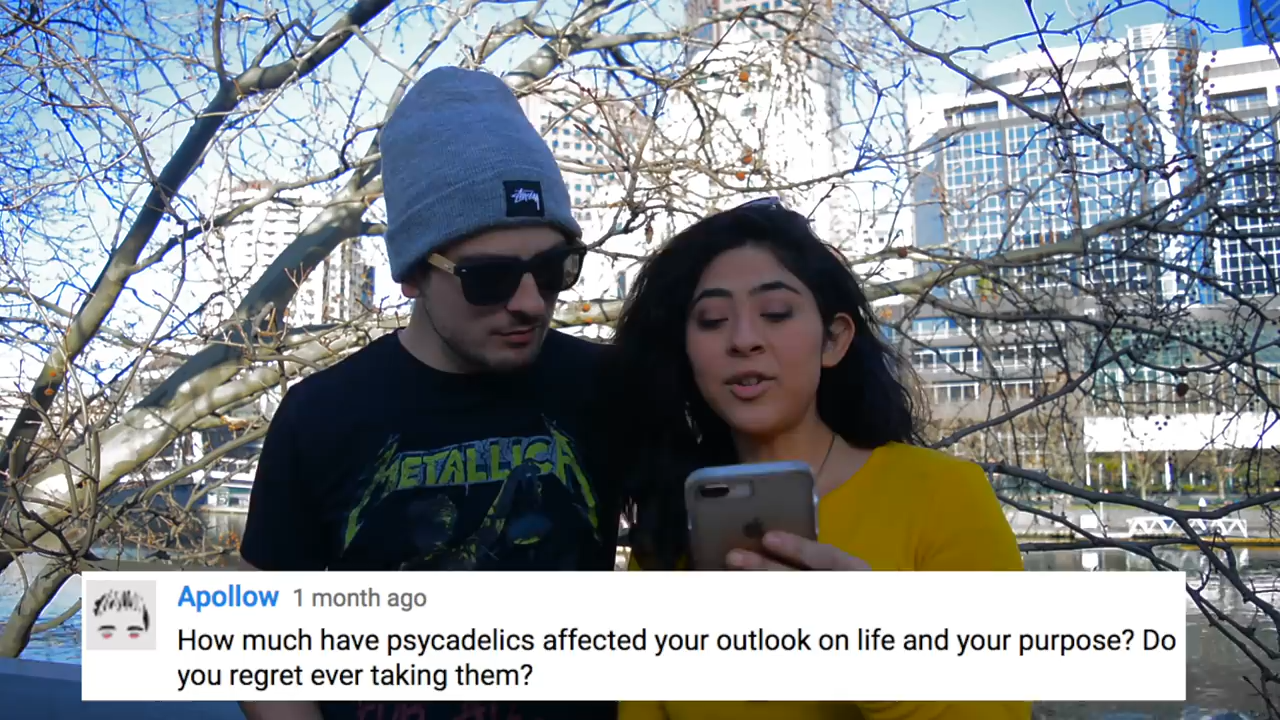 Stüssy
METALLICA
Apollow 1 month ago
How much have psycadelics affected your outlook on life and your purpose? Do
you regret ever taking them?